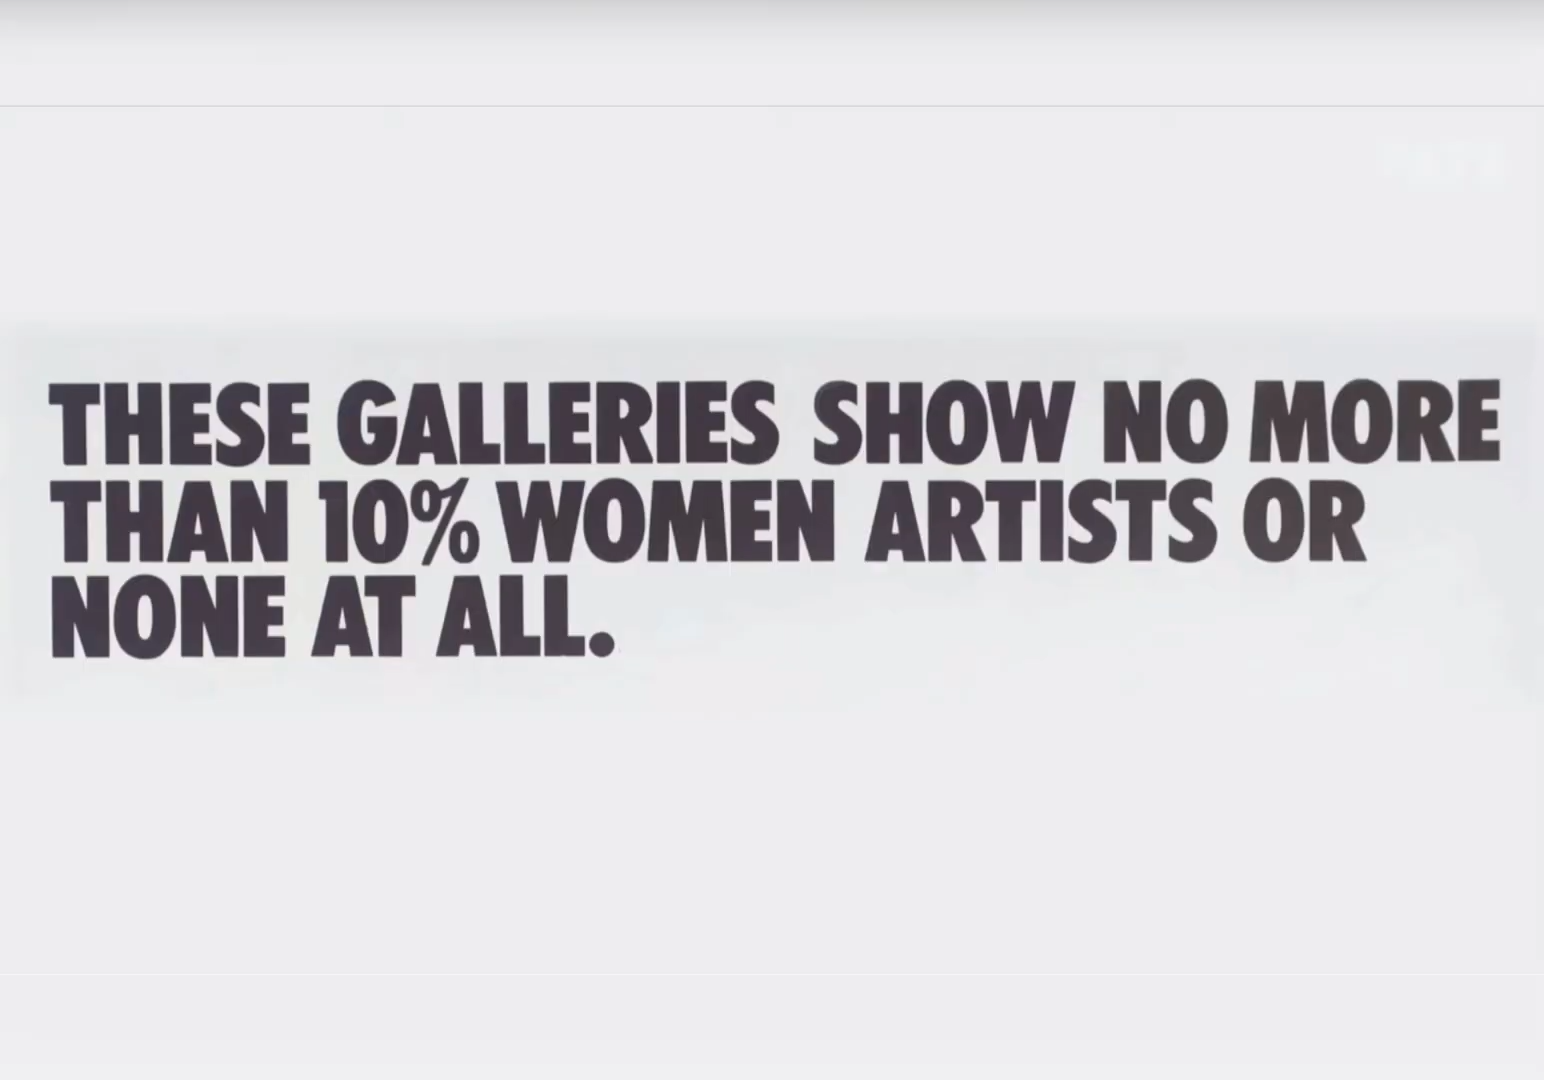 THESE GALLERIES SHOW NO MORE
THAN 10% WOMEN ARTISTS OR
NONE AT ALL.